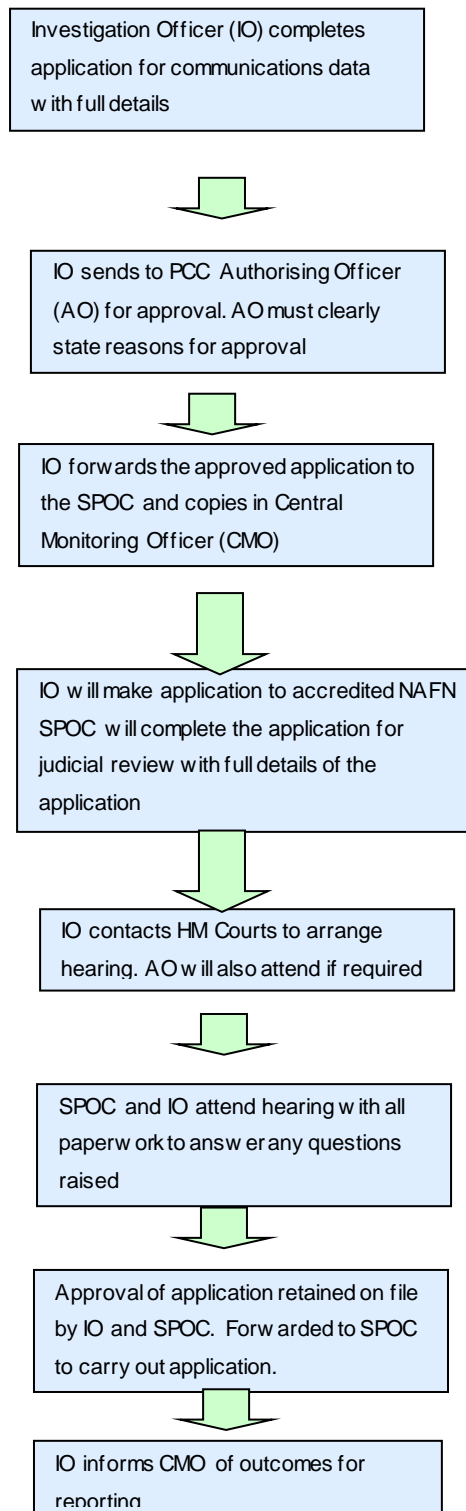 Investigation Officer (IO) completes
application for communications data
with full details
IO sends to PCC Authorising Officer
(AO) for approval. AO must clearly
state reasons for approval
IO forwards the approved application to
the SPOC and copies in Central
Monitoring Officer (CMO)
IO will make application to accredited NAFN
SPOC will complete the application for
judicial review with full details of the
application
IO contacts HM Courts to arrange
hearing. AO will also attend if required
SPOC and IO attend hearing with all
paperwork to answer any questions
raised
Approval of application retained on file
by IO and SPOC. Forwarded to SPOC
to carry out application.
IO informs CMO of outcomes for
reporting